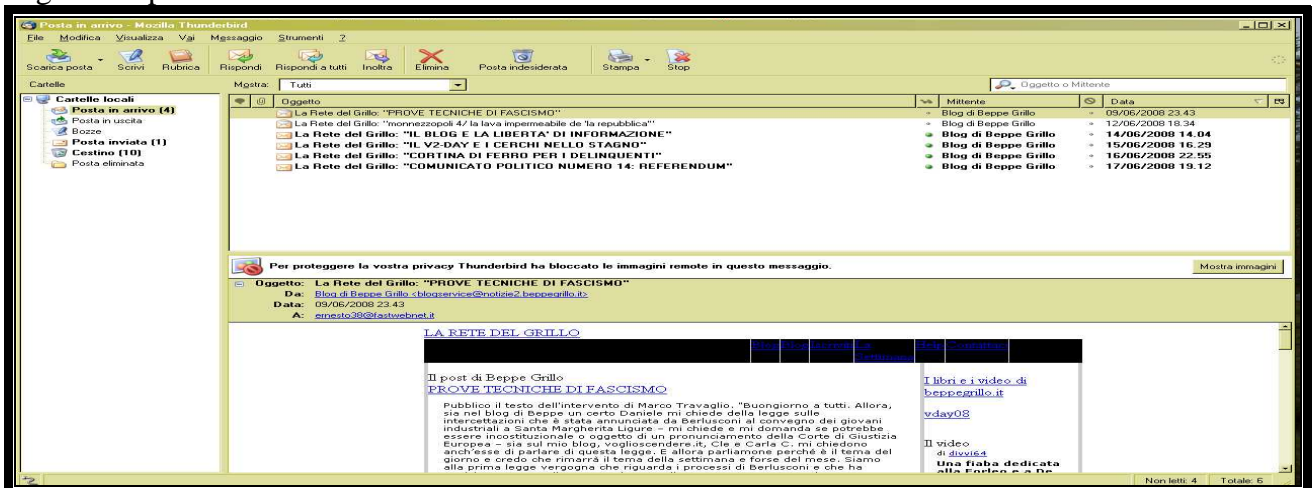 Posta in arrivo - Mozilla Thunderbird
File Modifica Visualizza Vai Messaggio Strumenti ?
Scarica posta Scrivi Rubrica Rispondi Rispondi a tutti Inoltra Elimina Posta indesiderata Stampa Stop
Cartelle Mostra: Tutti Oggetto o Mittente
Cartelle locali
Posta in arrivo (4)
Posta in uscita
Bozze
Posta inviata (1)
Cestino (10)
Posta eliminata
Oggetto Mittente Data
La Rete del Grillo: "PROVE TECNICHE DI FASCISMO" Blog di Beppe Grillo 09/06/2008 23.43
La Rete del Grillo: "monnezzopoli 4/ la lava impermeabile de 'la repubblica'" Blog di Beppe Grillo 12/06/2008 18.34
La Rete del Grillo: "IL BLOG E LA LIBERTA' DI INFORMAZIONE" Blog di Beppe Grillo 14/06/2008 14.04
La Rete del Grillo: "IL V2-DAY E I CERCHI NELLO STAGNO" Blog di Beppe Grillo 15/06/2008 16.29
La Rete del Grillo: "CORTINA DI FERRO PER I DELINQUENTI" Blog di Beppe Grillo 16/06/2008 22.55
La Rete del Grillo: "COMUNICATO POLITICO NUMERO 14: REFERENDUM" Blog di Beppe Grillo 17/06/2008 19.12
Per proteggere la vostra privacy Thunderbird ha bloccato le immagini remote in questo messaggio. Mostra immagini
Oggetto: La Rete del Grillo: "PROVE TECNICHE DI FASCISMO"
Da: Blog di Beppe Grillo <blogservice@notizie2.beppegrillo.it>
Data: 09/06/2008 23.43
A: ernesto38@fastwebnet.it
LA RETE DEL GRILLO
La Help Contattaci
Settimana
Il post di Beppe Grillo
PROVE TECNICHE DI FASCISMO
Pubblico il testo dell'intervento di Marco Travaglio. "Buongiorno a tutti. Allora,
sia nel blog di Beppe un certo Daniele mi chiede della legge sulle
intercettazioni che è stata annunciata da Berlusconi al convegno dei giovani
industriali a Santa Margherita Ligure – mi chiede e mi domanda se potrebbe
essere incostituzionale o oggetto di un pronunciamento della Corte di Giustizia
Europea – sia sul mio blog, voglioscendere.it, Cle e Carla C. mi chiedono
anch'esse di parlare di questa legge. E allora parliamone perché è il tema del
giorno e credo che rimarrà il tema della settimana e forse del mese. Siamo
alla prima legge vergogna che riguarda i processi di Berlusconi e che ha
I libri e i video di
beppegrillo.it
vday08
Il video
di divvi64
Una fiaba dedicata
alla Forleo e a De
Non letti: 4 Totale: 6